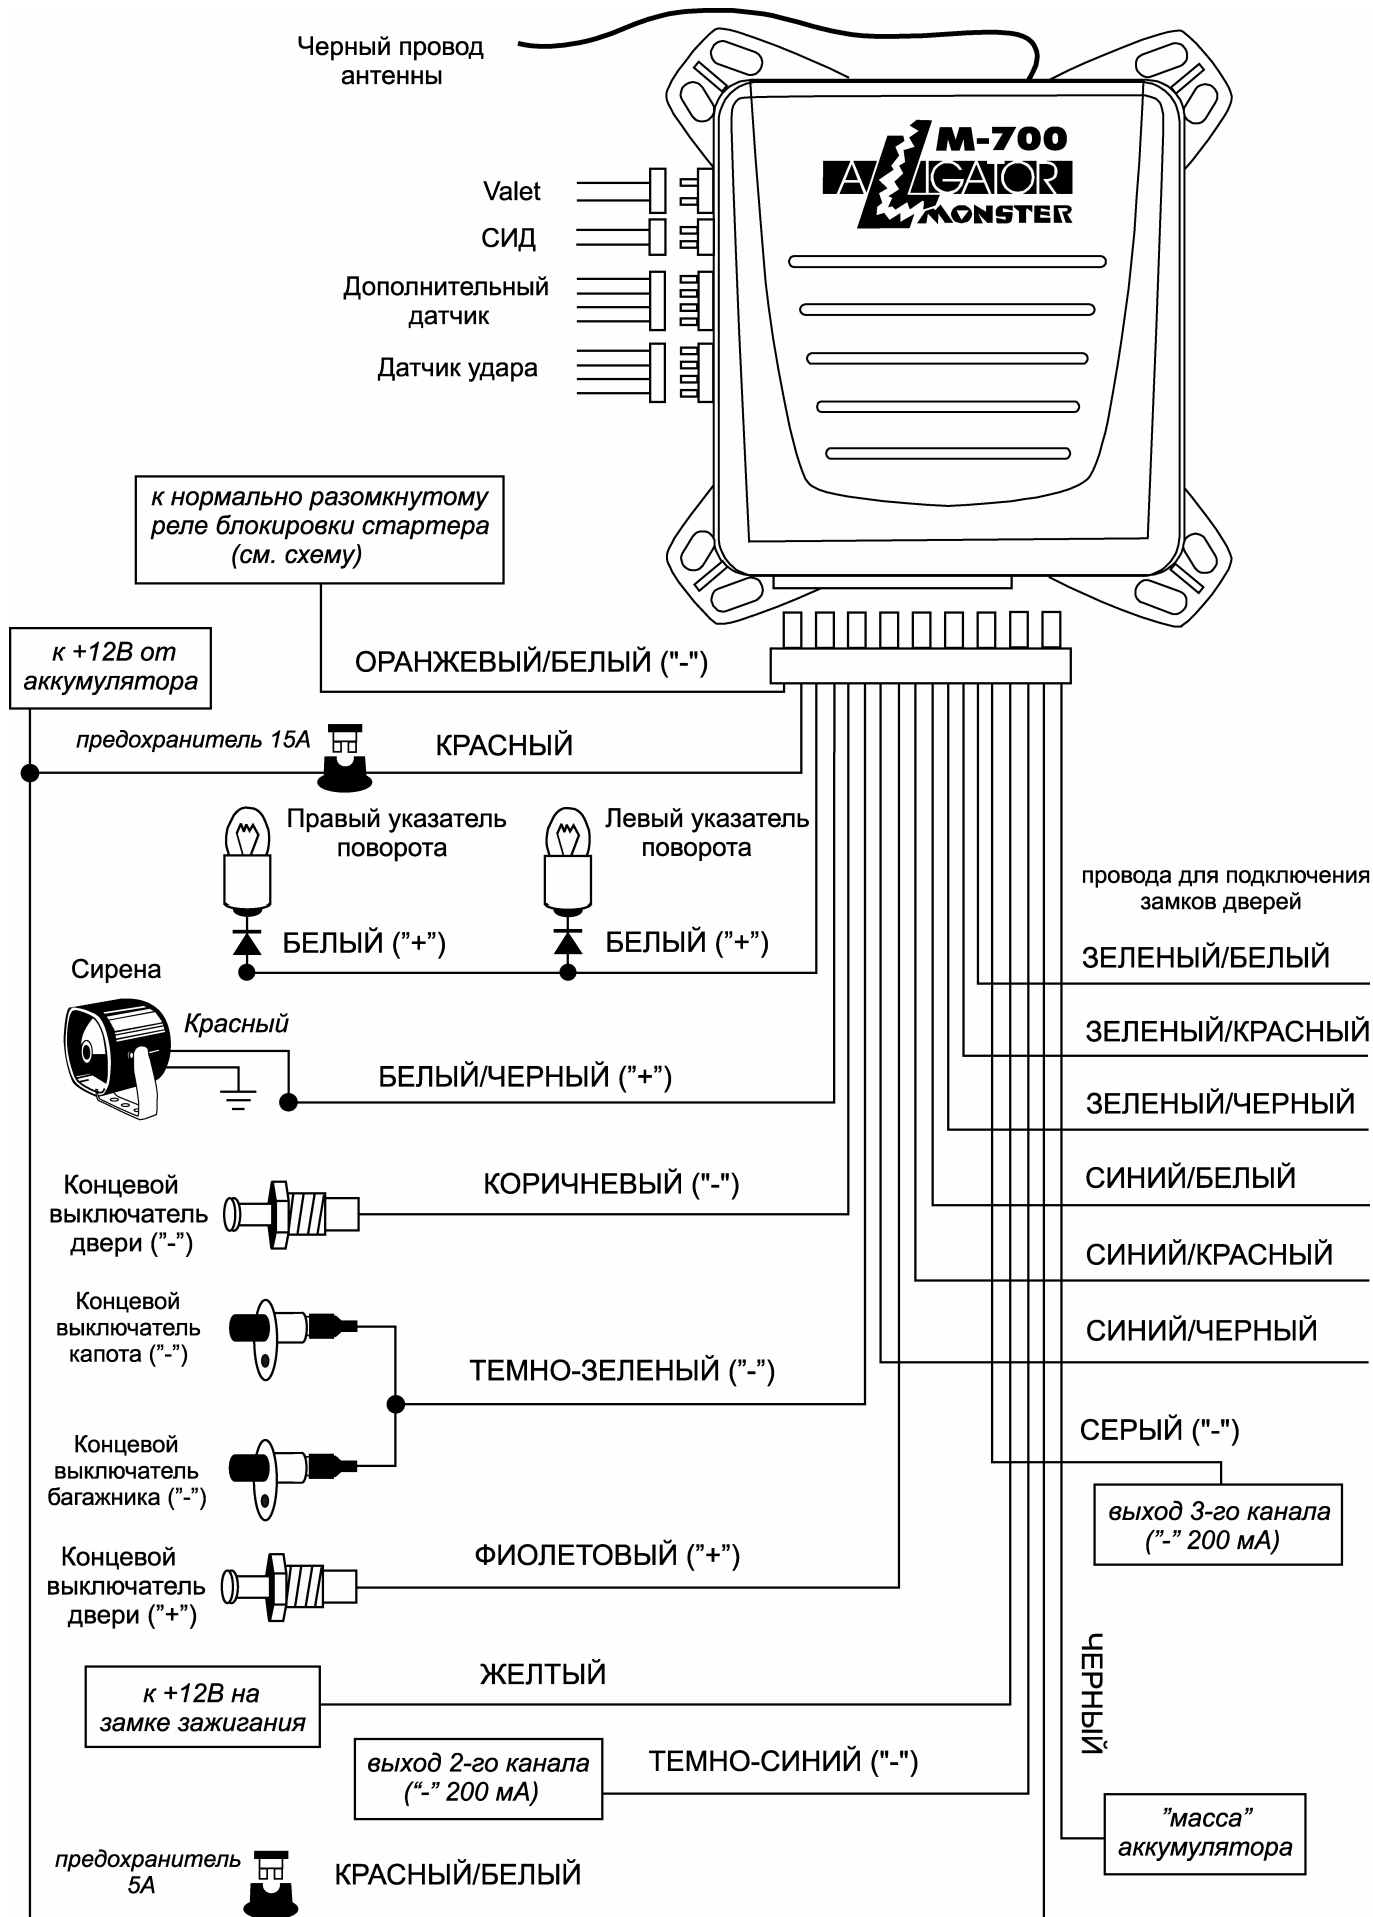 Черный провод
антенны
M-700
ALLIGATOR
MONSTER
Valet
СИД
Дополнительный
датчик
Датчик удара
к нормально разомкнутому
реле блокировки стартера
(см. схему)
к +12В от
аккумулятора
ОРАНЖЕВЫЙ/БЕЛЫЙ ("-")
предохранитель 15А
КРАСНЫЙ
Правый указатель
поворота
Левый указатель
поворота
БЕЛЫЙ (”+”)
БЕЛЫЙ (”+”)
провода для подключения
замков дверей
ЗЕЛЕНЫЙ/БЕЛЫЙ
Сирена
Красный
ЗЕЛЕНЫЙ/КРАСНЫЙ
БЕЛЫЙ/ЧЕРНЫЙ (”+”)
ЗЕЛЕНЫЙ/ЧЕРНЫЙ
Концевой
выключатель
двери (”-”)
КОРИЧНЕВЫЙ ("-")
СИНИЙ/БЕЛЫЙ
СИНИЙ/КРАСНЫЙ
Концевой
выключатель
капота (”-”)
СИНИЙ/ЧЕРНЫЙ
ТЕМНО-ЗЕЛЕНЫЙ (”-”)
СЕРЫЙ ("-")
Концевой
выключатель
багажника (”-”)
выход 3-го канала
(”-” 200 мА)
Концевой
выключатель
двери (”+”)
ФИОЛЕТОВЫЙ (”+”)
ЖЕЛТЫЙ
к +12В на
замке зажигания
ЧЕРНЫЙ
выход 2-го канала
(“-” 200 мА)
ТЕМНО-СИНИЙ ("-")
”масса”
аккумулятора
предохранитель
5А
КРАСНЫЙ/БЕЛЫЙ